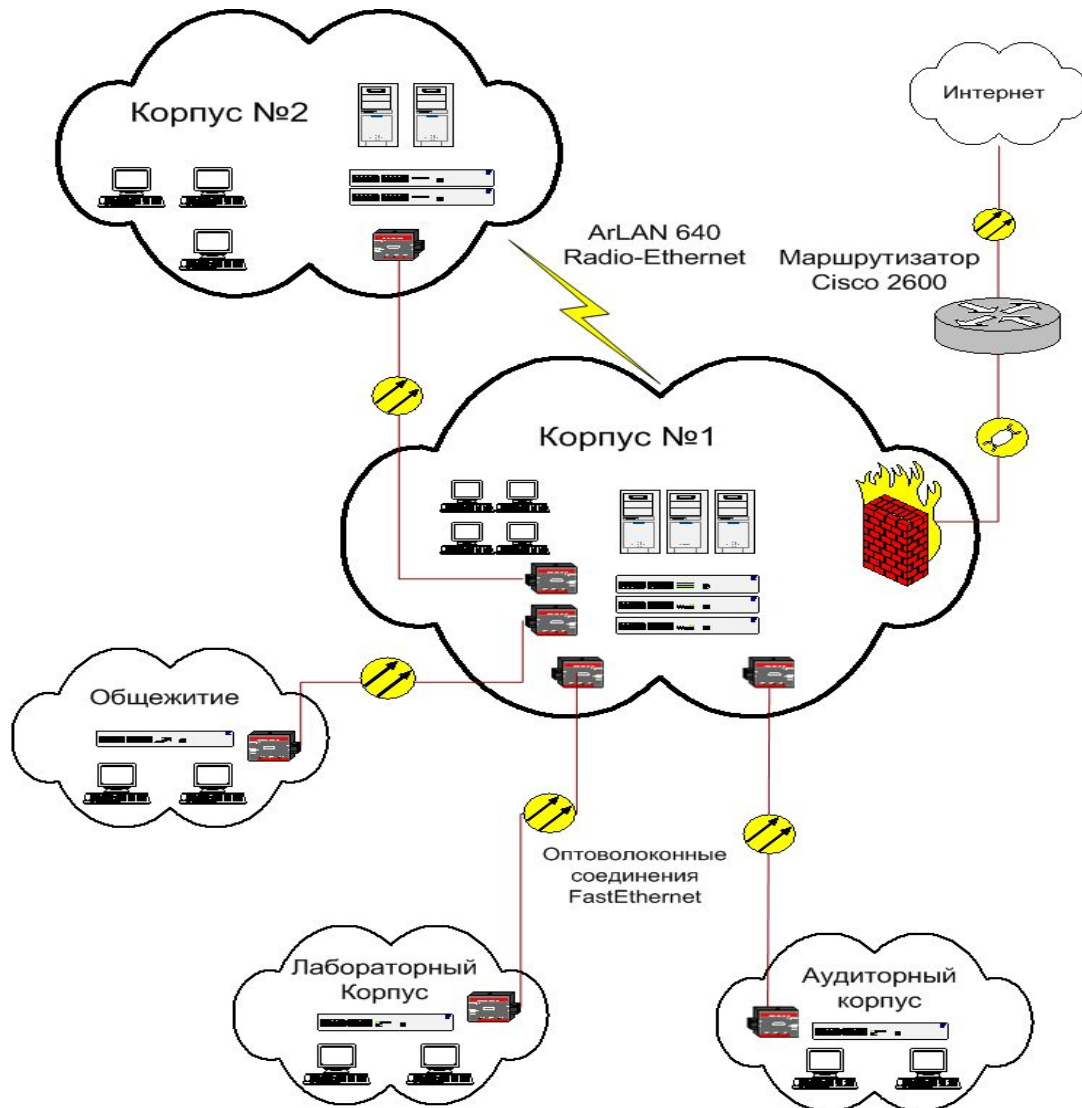 Корпус №2
Интернет
ArLAN 640
Radio-Ethernet
Маршрутизатор
Cisco 2600
Корпус №1
Общежитие
Оптоволоконные
соединения
FastEthernet
Лабораторный
Корпус
Аудиторный
корпус